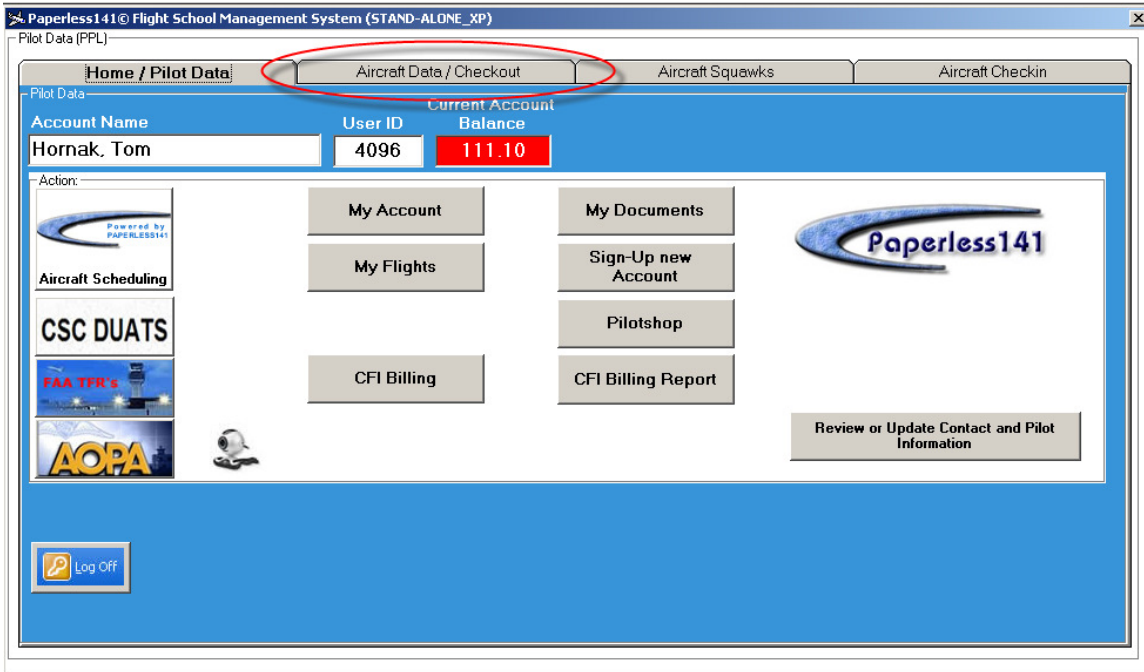 Paperless141© Flight School Management System (STAND-ALONE_XP)
Pilot Data (PPL)
Home / Pilot Data
Aircraft Data / Checkout
Aircraft Squawks
Aircraft Checkin
Pilot Data
Account Name
User ID
Current Account
Balance
Hornak, Tom
4096
111.10
Action:
Powered by
PAPERLESS141
Aircraft Scheduling
My Account
My Documents
Paperless141
My Flights
Sign-Up new
Account
CSC DUATS
Pilotshop
FAA TFR's
CFI Billing
CFI Billing Report
AOPA
Review or Update Contact and Pilot
Information
Log Off